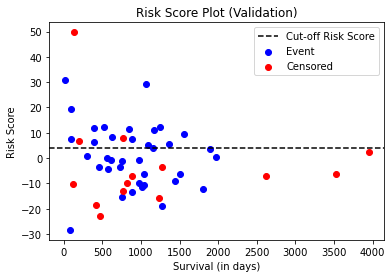 Risk Score Plot (Validation)
Cut-off Risk Score
Event
Censored
Risk Score
50
40
30
20
10
0
−10
−20
−30
0 500 1000 1500 2000 2500 3000 3500 4000
Survival (in days)